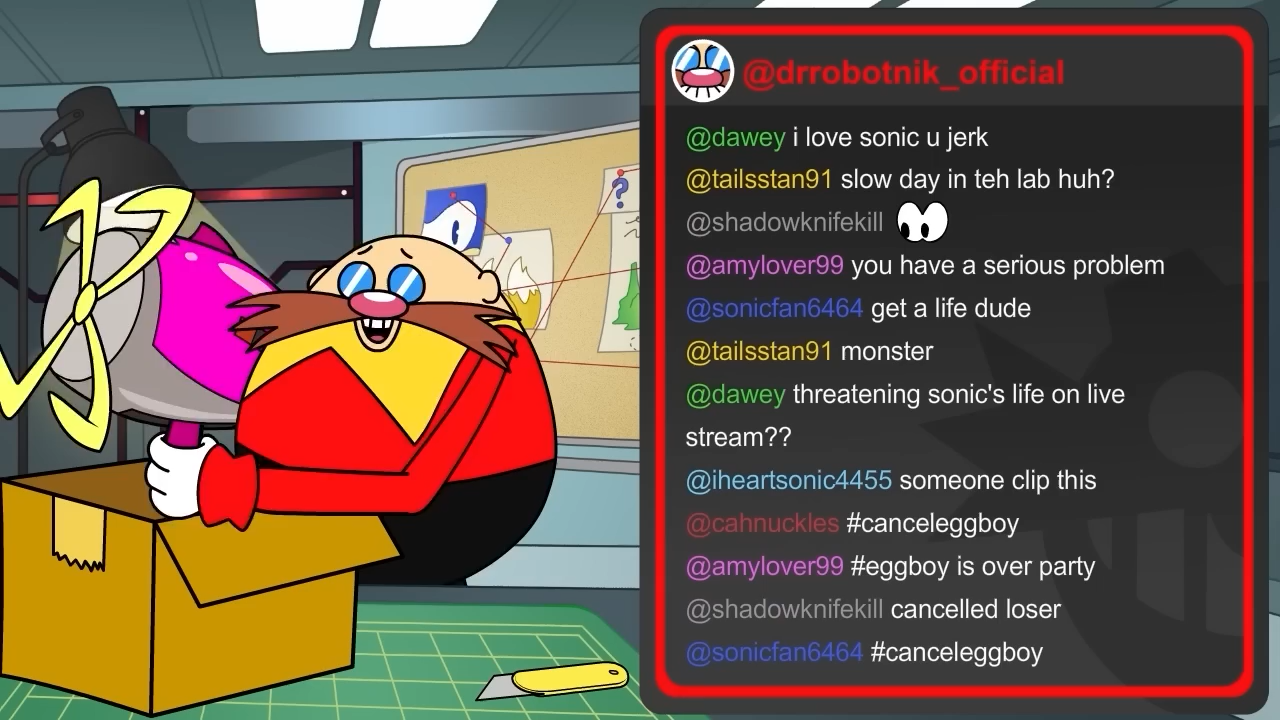 @drrobotnik_official
@dawey i love sonic u jerk
@tailsstan91 slow day in teh lab huh?
@shadowknifekill
@amylover99 you have a serious problem
@sonicfan6464 get a life dude
@tailsstan91 monster
@dawey threatening sonic's life on live
stream??
@iheartsonic4455 someone clip this
@cahnuckles #canceleggboy
@amylover99 #eggboy is over party
@shadowknifekill cancelled loser
@sonicfan6464 #canceleggboy
?